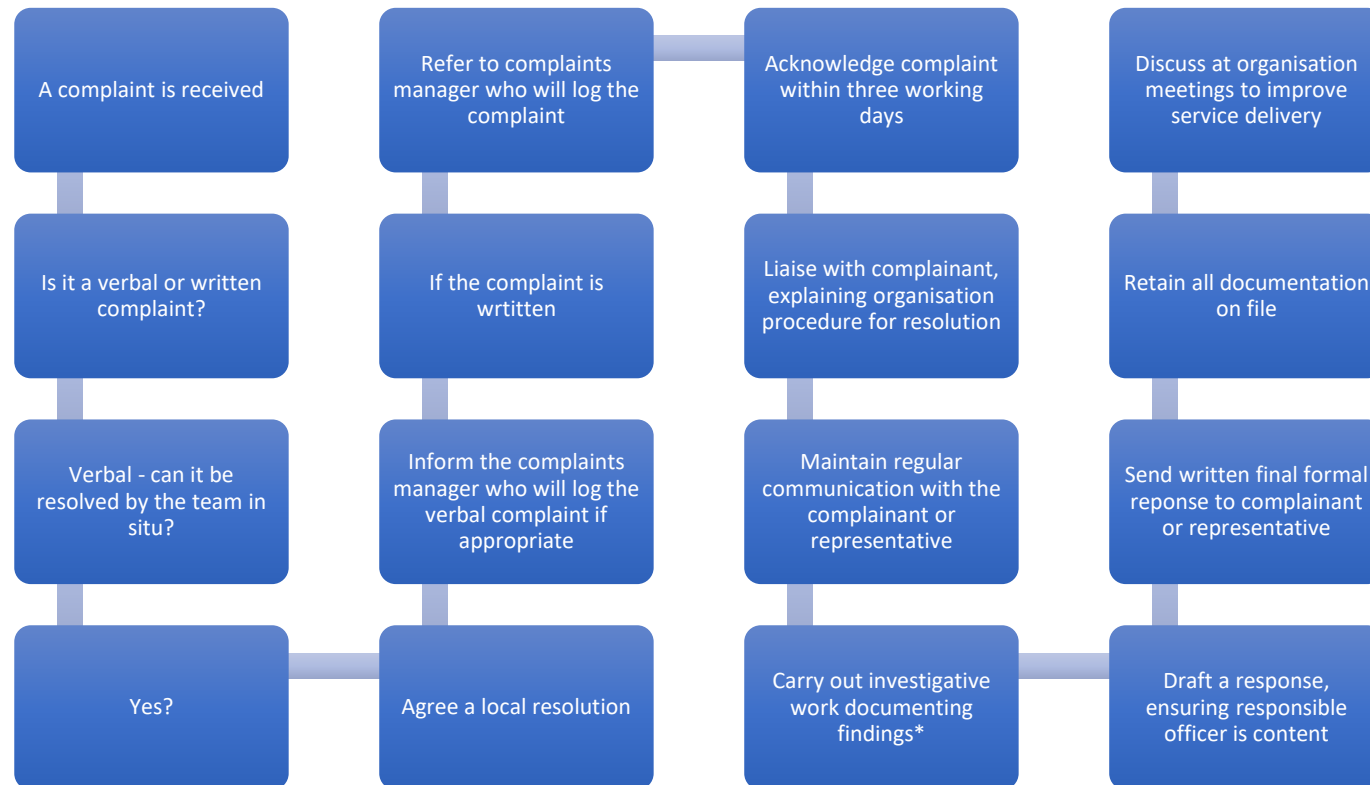 A complaint is received
Is it a verbal or written
complaint?
Verbal - can it be
resolved by the team in
situ?
Yes?
Agree a local resolution
Inform the complaints
manager who will log the
verbal complaint if
appropriate
If the complaint is
wrtitten
Refer to complaints
manager who will log the
complaint
Acknowledge complaint
within three working
days
Liaise with complainant,
explaining organisation
procedure for resolution
Maintain regular
communication with the
complainant or
representative
Carry out investigative
work documenting
findings*
Draft a response,
ensuring responsible
officer is content
Send written final formal
reponse to complainant
or representative
Retain all documentation
on file
Discuss at organisation
meetings to improve
service delivery